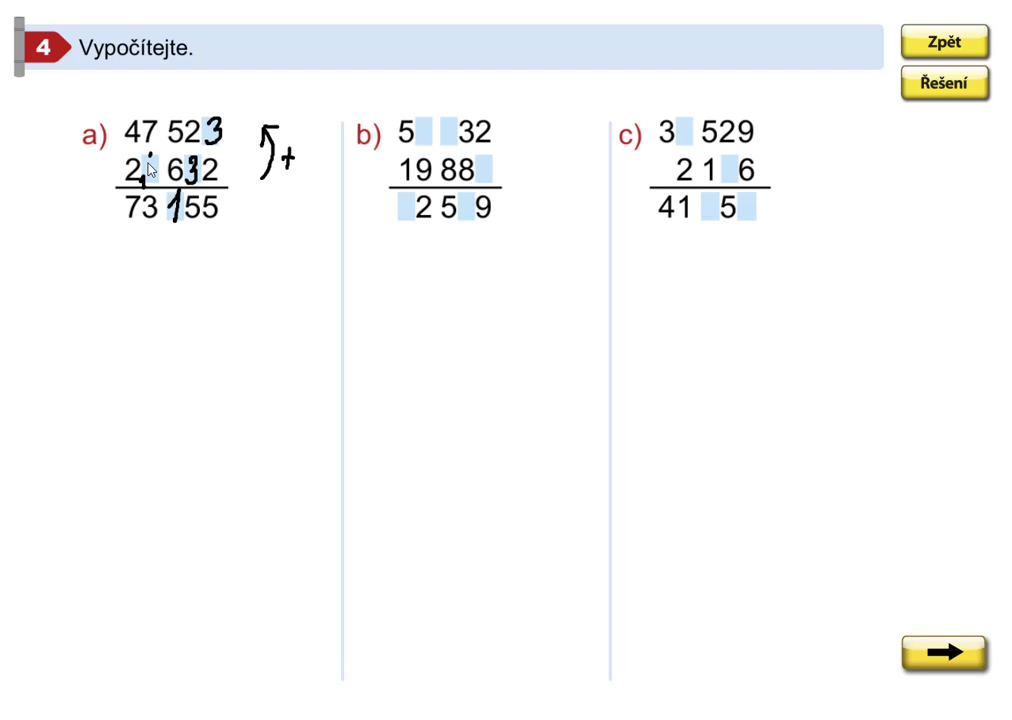 4 Vypočítejte.
Zpět
Řešení
a) 47 523
2 632
73 155
+
b) 5 32
19 88
2 5 9
c) 3 529
2 1 6
41 5